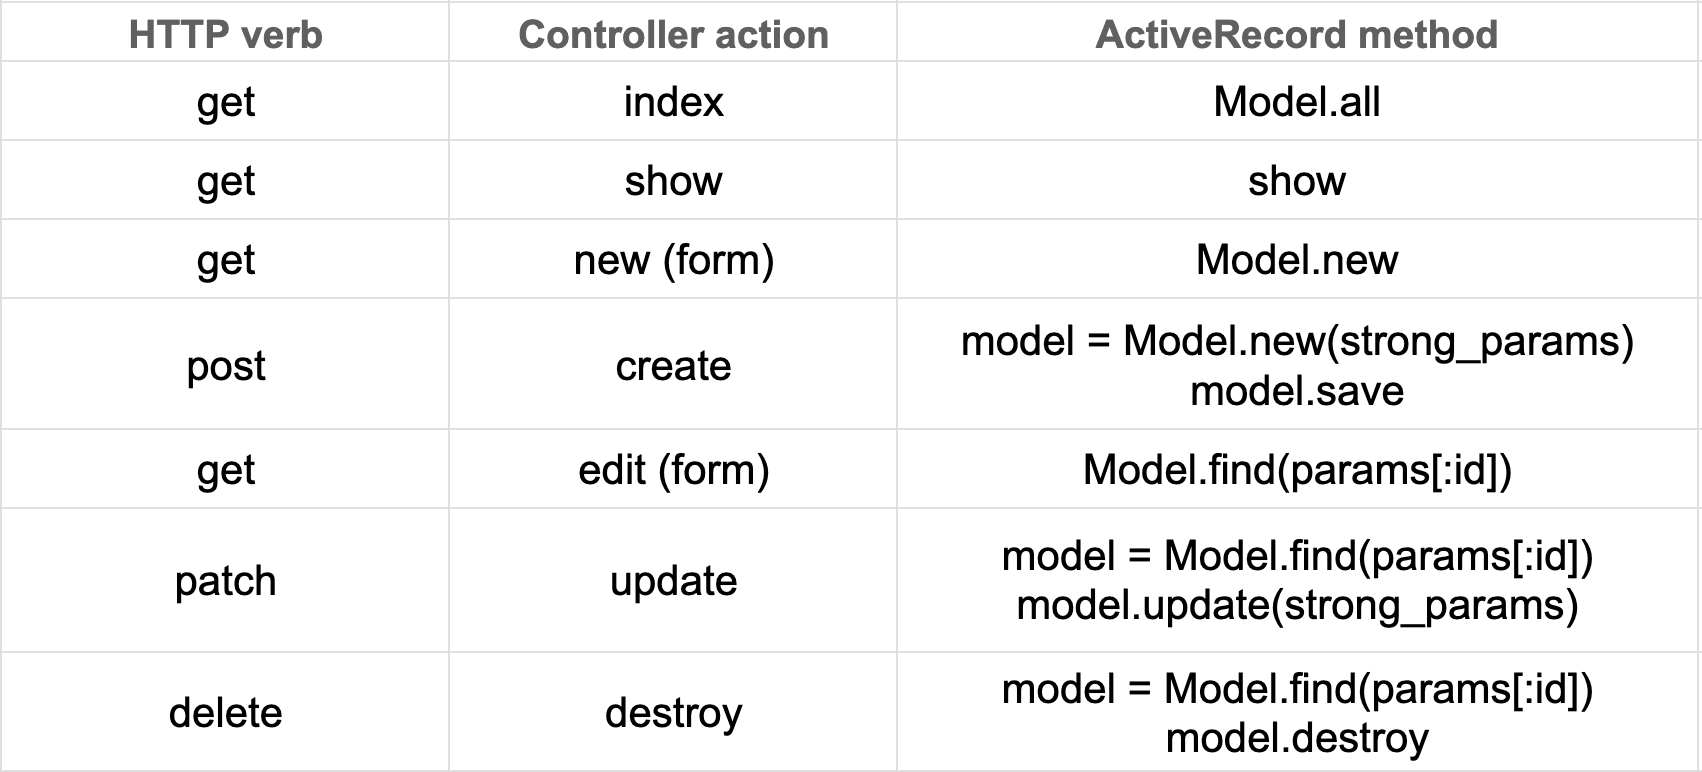 HTTP verb Controller action ActiveRecord method
get index Model.all
get show show
get new (form) Model.new
post create model = Model.new(strong_params)
model.save
get edit (form) Model.find(params[:id])
patch update model = Model.find(params[:id])
model.update(strong_params)
delete destroy model = Model.find(params[:id])
model.destroy